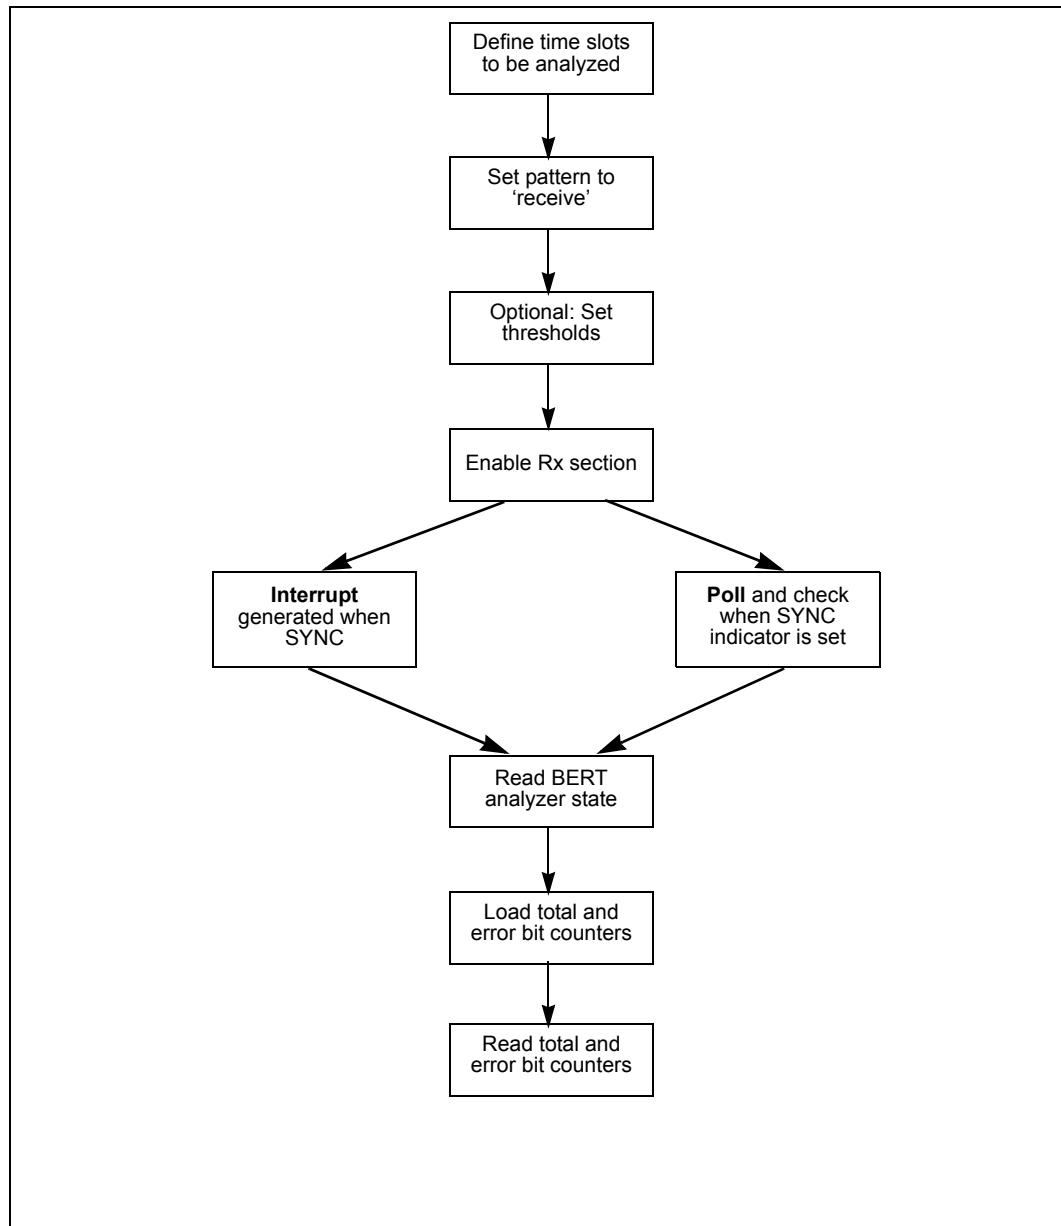 Define time slots
to be analyzed
Set pattern to
‘receive’
Optional: Set
thresholds
Enable Rx section
Interrupt
generated when
SYNC
Poll and check
when SYNC
indicator is set
Read BERT
analyzer state
Load total and
error bit counters
Read total and
error bit counters